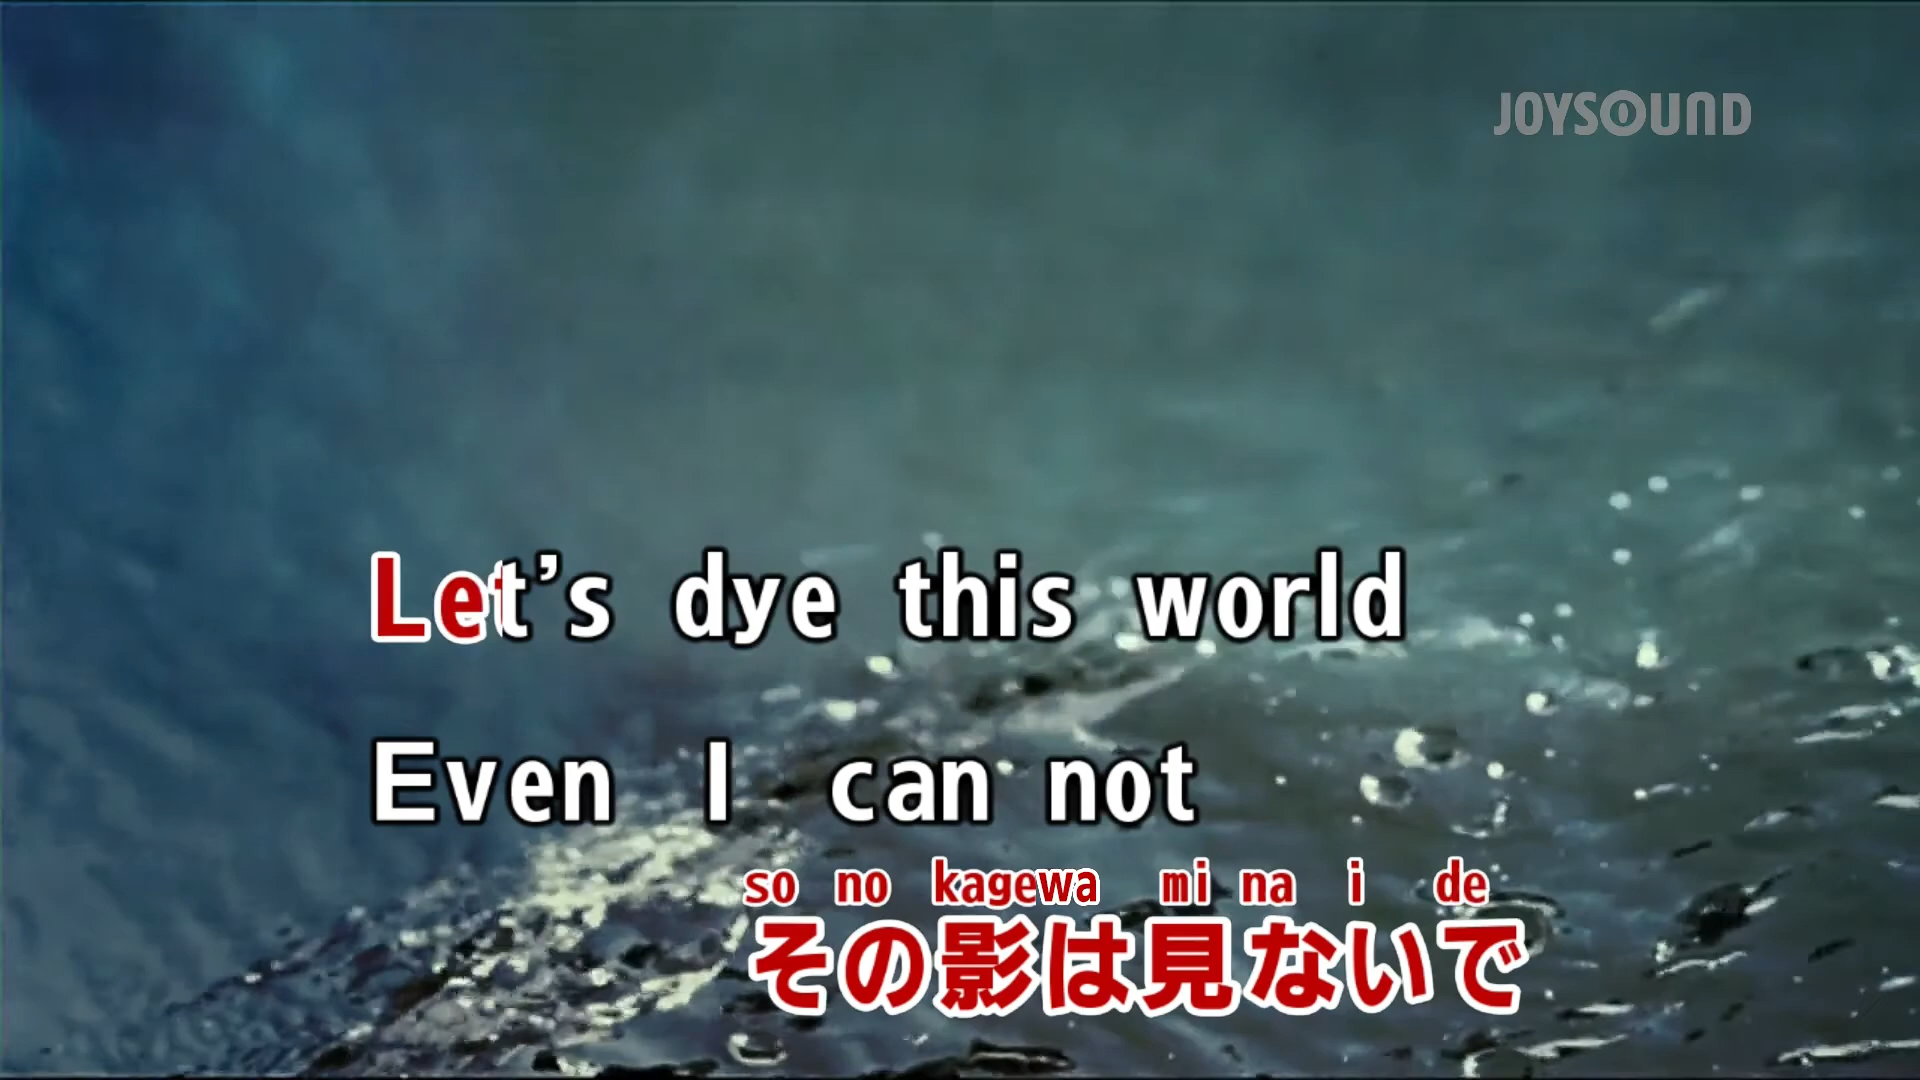 JOYSOUND
Let's dye this world
Even I can not
so no kagewa mi na i de
その影は見ないで